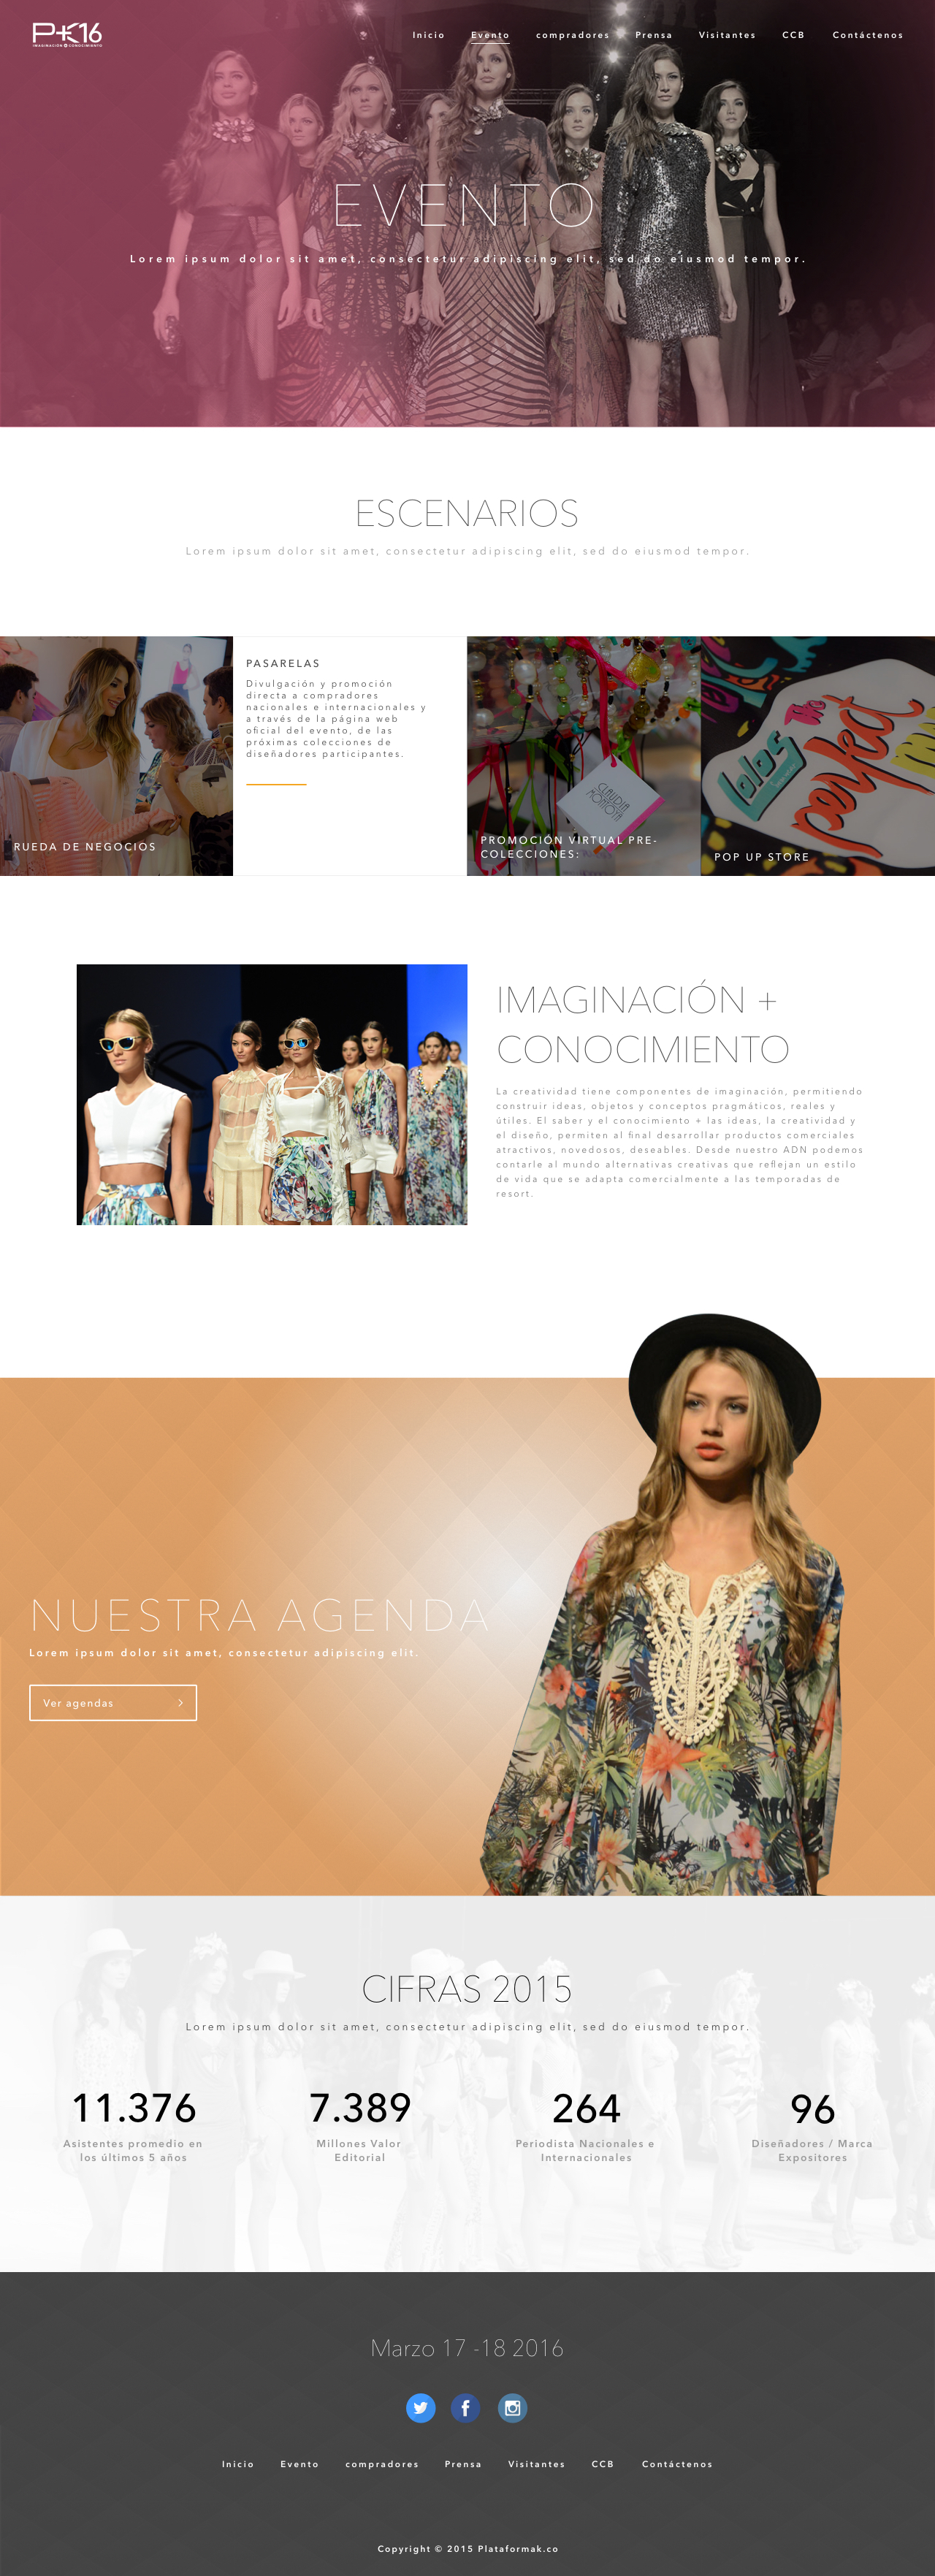 P+K16
IMAGINACIÓN + CONOCIMIENTO
Inicio Evento compradores Prensa Visitantes CCB Contáctenos
EVENTO
Lorem ipsum dolor sit amet, consectetur adipiscing elit, sed do eiusmod tempor.
ESCENARIOS
Lorem ipsum dolor sit amet, consectetur adipiscing elit, sed do eiusmod tempor.
RUEDA DE NEGOCIOS
PASARELAS
Divulgación y promoción
directa a compradores
nacionales e internacionales y
a través de la página web
oficial del evento, de las
próximas colecciones de
diseñadores participantes.
PROMOCIÓN VIRTUAL PRE-
COLECCIONES:
lolas
perfect
POP UP STORE
IMAGINACIÓN +
CONOCIMIENTO
La creatividad tiene componentes de imaginación, permitiendo
construir ideas, objetos y conceptos pragmáticos, reales y
útiles. El saber y el conocimiento + las ideas, la creatividad y
el diseño, permiten al final desarrollar productos comerciales
atractivos, novedosos, deseables. Desde nuestro ADN podemos
contarle al mundo alternativas creativas que reflejan un estilo
de vida que se adapta comercialmente a las temporadas de
resort.
NUESTRA AGENDA
Lorem ipsum dolor sit amet, consectetur adipiscing elit.
Ver agendas
CIFRAS 2015
Lorem ipsum dolor sit amet, consectetur adipiscing elit, sed do eiusmod tempor.
11.376
Asistentes promedio en
los últimos 5 años
7.389
Millones Valor
Editorial
264
Periodista Nacionales e
Internacionales
96
Diseñadores / Marca
Expositores
Marzo 17 -18 2016
Inicio Evento compradores Prensa Visitantes CCB Contáctenos
Copyright © 2015 Plataformak.co